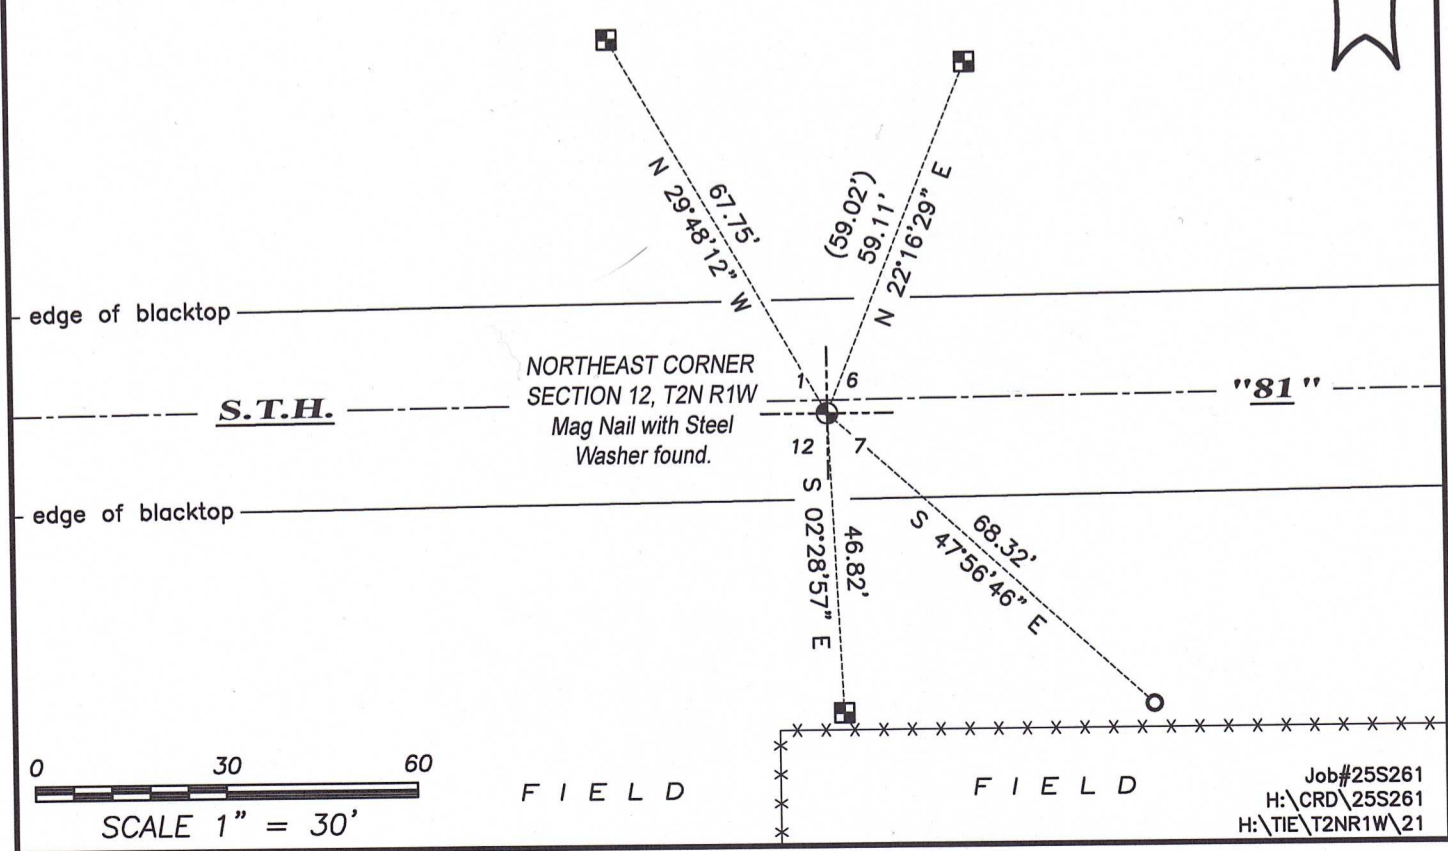 N 29°48'12" W
67.75'
(59.02')
59.11'
N 22°16'29" E
edge of blacktop
S.T.H.
NORTHEAST CORNER
SECTION 12, T2N R1W
Mag Nail with Steel
Washer found.
1 6
12 7
"81"
edge of blacktop
S 02°28'57" E
46.82'
68.32'
S 47°56'46" E
0 30 60
SCALE 1" = 30'
FIELD
FIELD
Job#25S261
H:\CRD\25S261
H:\TIE\T2NR1W\21